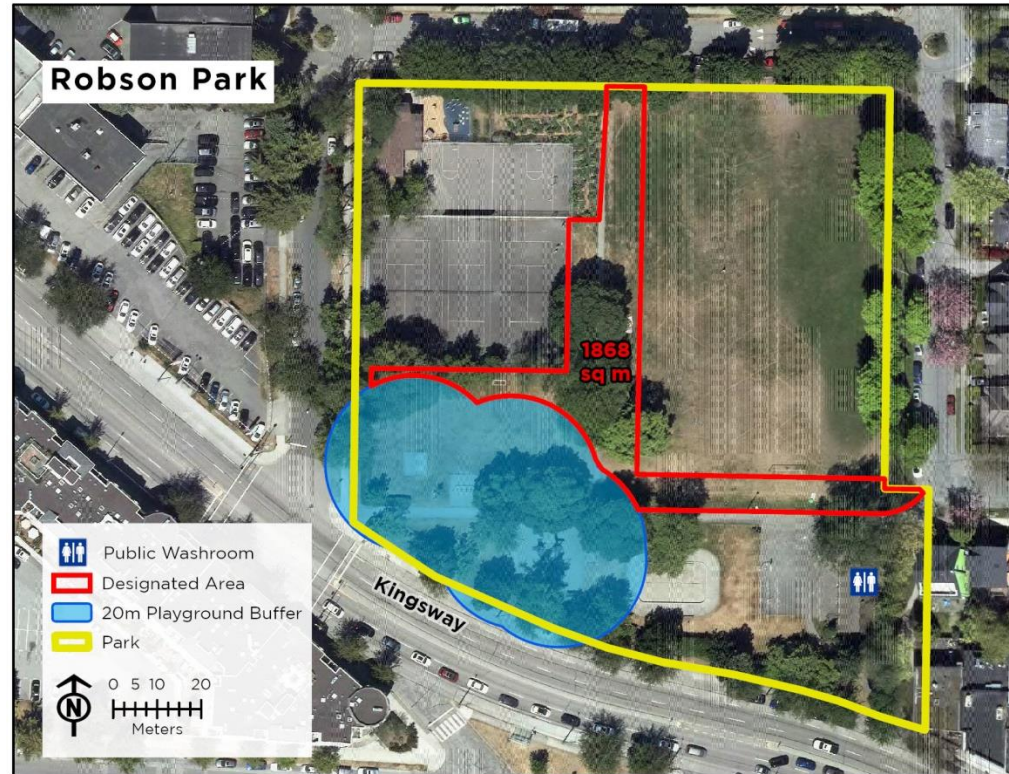 Robson Park
1868
sq m
Kingsway
Public Washroom
Designated Area
20m Playground Buffer
Park
N
0 5 10 20
Meters